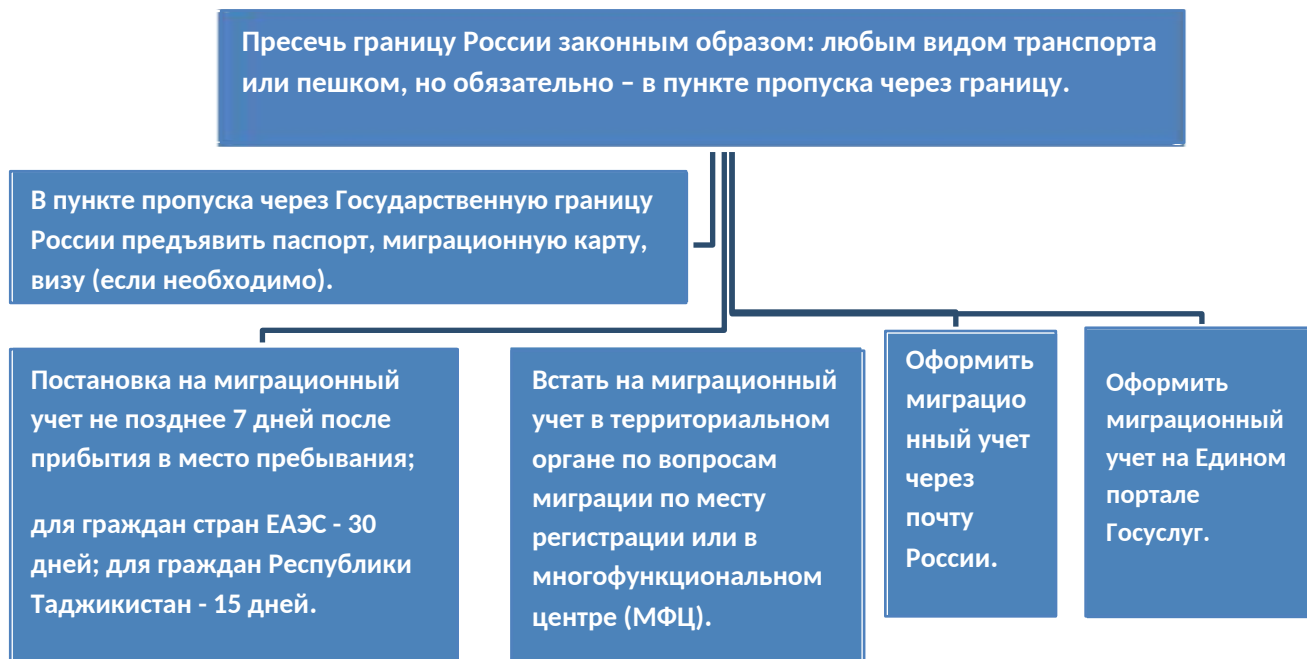 Пресечь границу России законным образом: любым видом транспорта
или пешком, но обязательно – в пункте пропуска через границу.
В пункте пропуска через Государственную границу
России предъявить паспорт, миграционную карту,
визу (если необходимо).
Постановка на миграционный
учет не позднее 7 дней после
прибытия в место пребывания;
для граждан стран ЕАЭС - 30
дней; для граждан Республики
Таджикистан - 15 дней.
Встать на миграционный
учет в территориальном
органе по вопросам
миграции по месту
регистрации или в
многофункциональном
центре (МФЦ).
Оформить
миграцио
нный учет
через
почту
России.
Оформить
миграционный
учет на Едином
портале
Госуслуг.